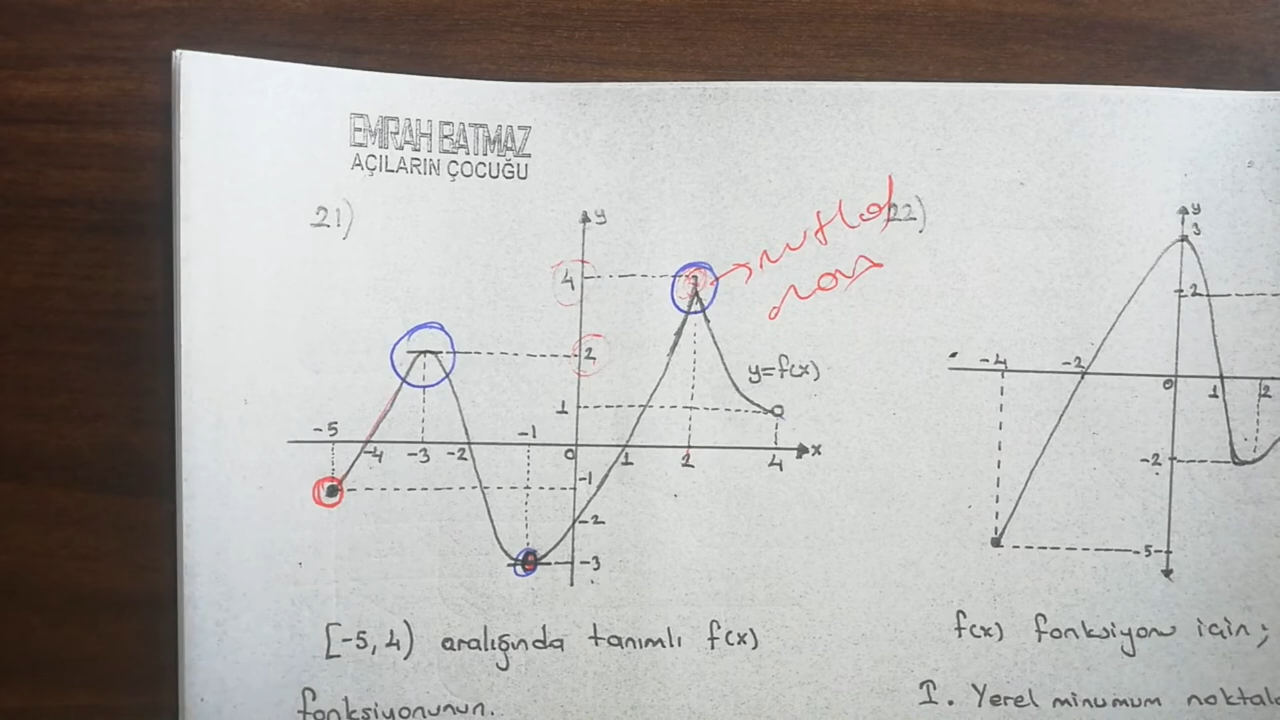 EMRAH BATMAZ
AÇILARIN ÇOCUĞU
21)
y
4
mutlak
max
2
y=f(x)
1
-5
-4
-3
-2
-1
0
1
2
4
x
-1
-2
-3
[-5,4) aralığında tanımlı f(x)
fonksiyonunun.
22)
y
3
2
-4
-2
0
1
2
-2
-5
f(x) fonksiyonu için;
I. Yerel minumum